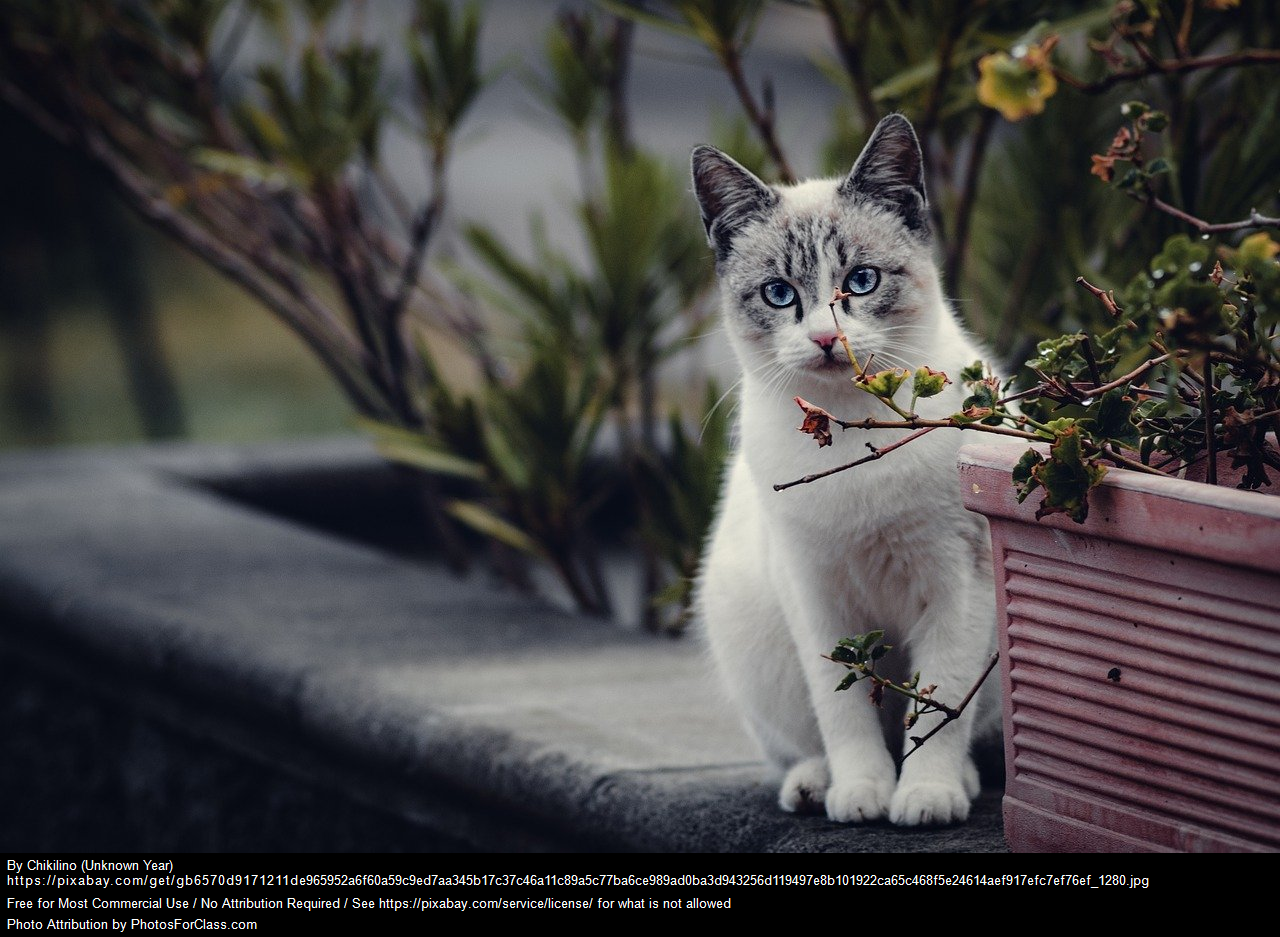 By Chikilino (Unknown Year)
https://pixabay.com/get/gb6570d9171211de965952a6f60a59c9ed7aa345b17c37c46a11c89a5c77ba6ce989ad0ba3d943256d119497e8b101922ca65c468f5e24614aef917efc7ef76ef_1280.jpg
Free for Most Commercial Use / No Attribution Required / See https://pixabay.com/service/license/ for what is not allowed
Photo Attribution by PhotosForClass.com